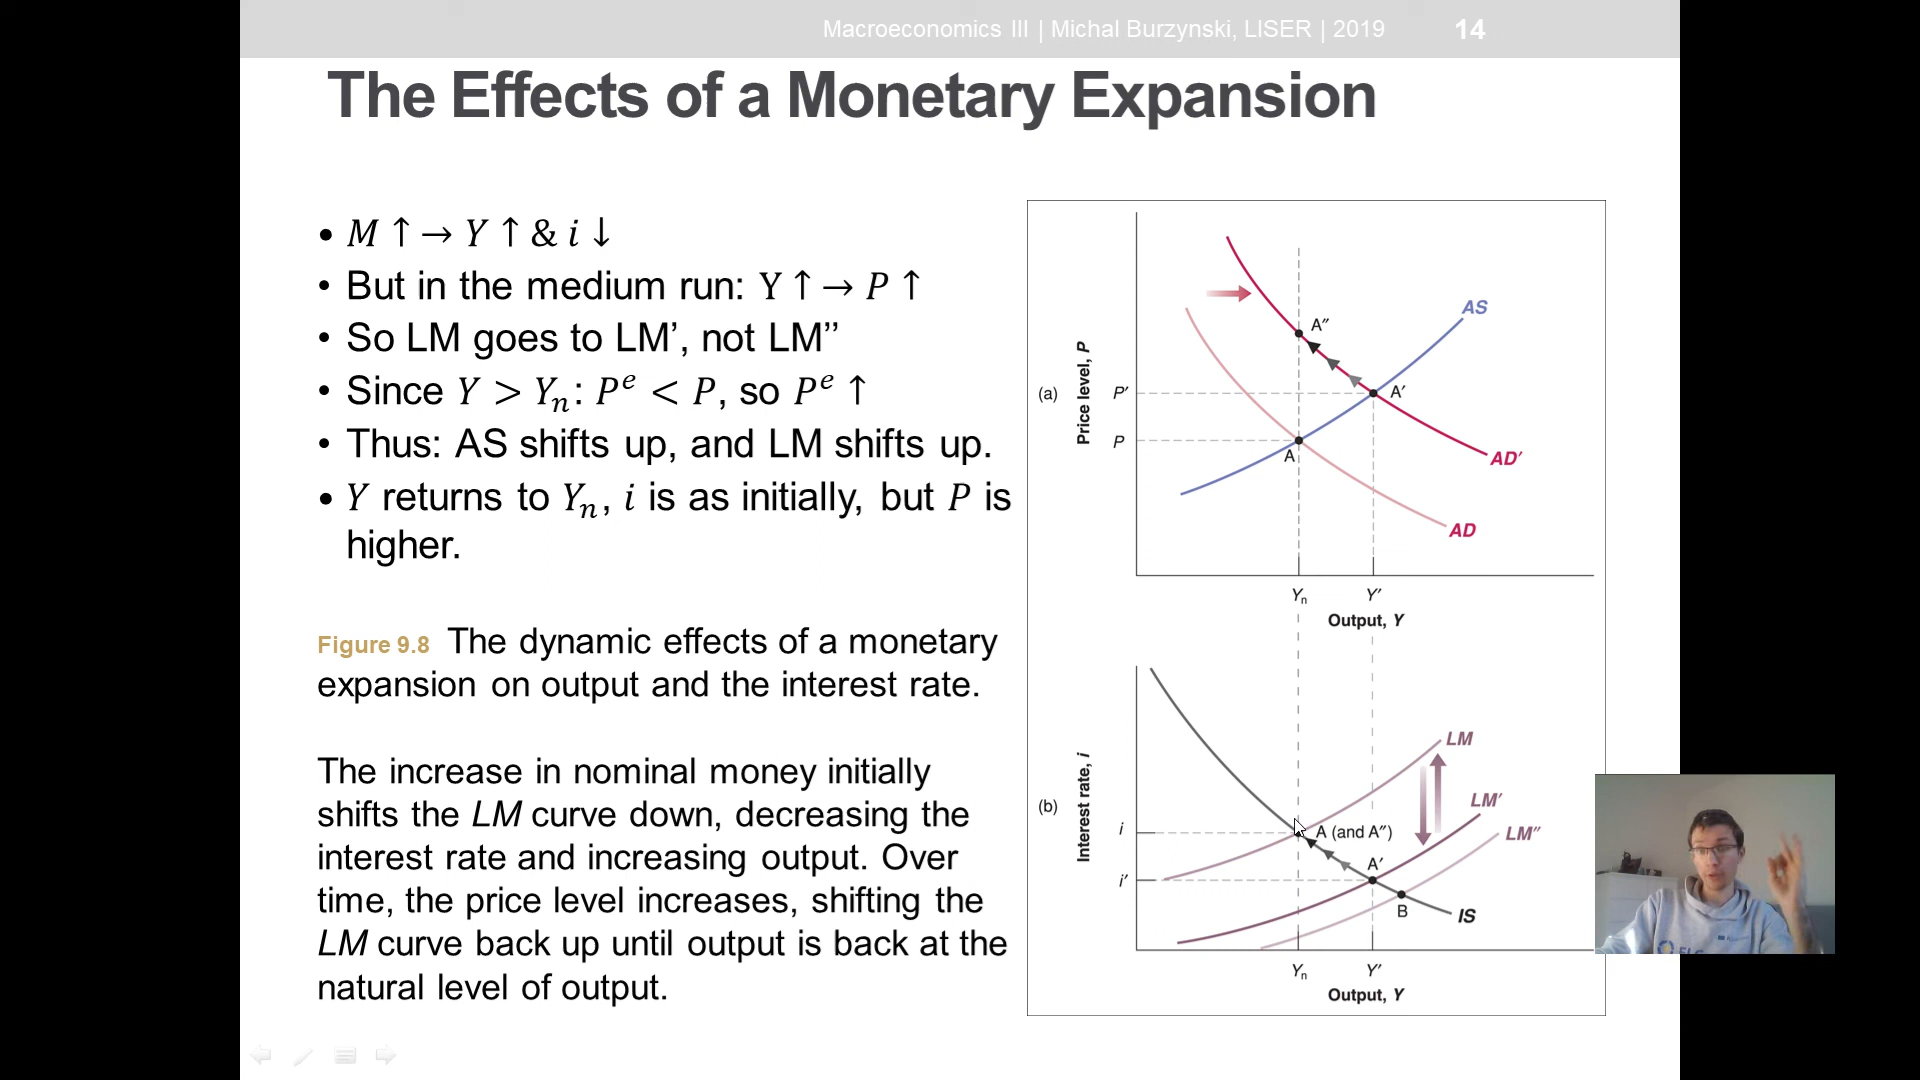 Macroeconomics III | Michal Burzynski, LISER | 2019 14
The Effects of a Monetary Expansion
• M ↑ → Y ↑ & i ↓
• But in the medium run: Y ↑ → P ↑
• So LM goes to LM’, not LM’’
• Since Y > Yₙ: Pᵉ < P, so Pᵉ ↑
• Thus: AS shifts up, and LM shifts up.
• Y returns to Yₙ, i is as initially, but P is
higher.
Figure 9.8 The dynamic effects of a monetary
expansion on output and the interest rate.
The increase in nominal money initially
shifts the LM curve down, decreasing the
interest rate and increasing output. Over
time, the price level increases, shifting the
LM curve back up until output is back at the
natural level of output.
(a)
Price level, P
P′
P
A″
A′
A
AS
AD′
AD
Yₙ
Y′
Output, Y
(b)
Interest rate, i
i
i′
A (and A″)
A′
B
LM
LM′
LM″
IS
Yₙ
Y′
Output, Y